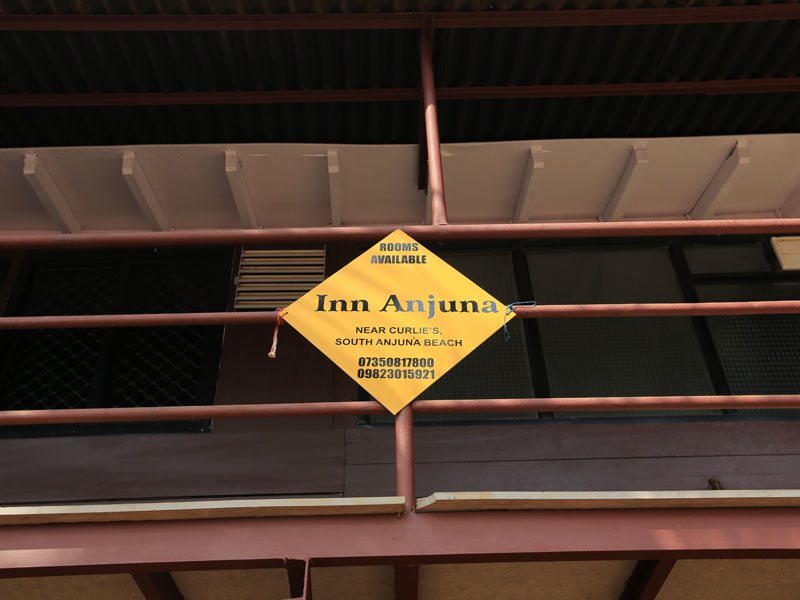 ROOMS
AVAILABLE
Inn Anjuna
NEAR CURLIE'S,
SOUTH ANJUNA BEACH
07350817800
09823015921